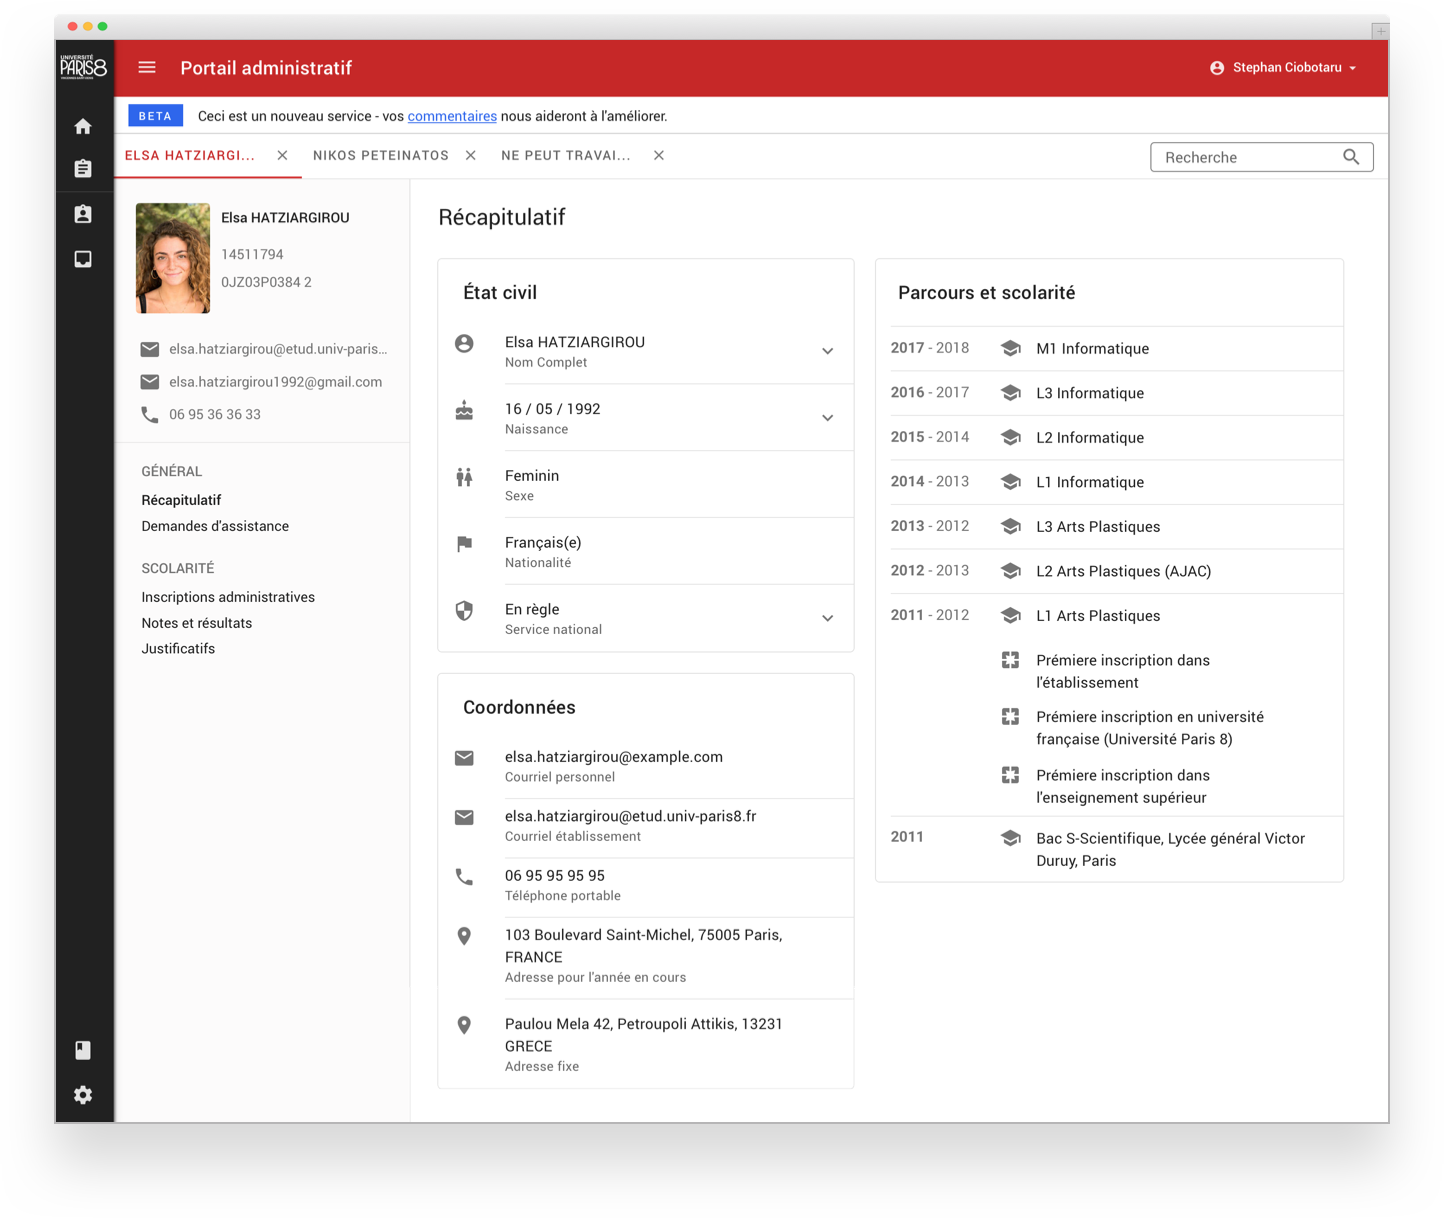 UNIVERSITÉ
PARIS8
Portail administratif
Stephan Ciobotaru
BETA
Ceci est un nouveau service - vos commentaires nous aideront à l'améliorer.
ELSA HATZIARGI...
NIKOS PETEINATOS
NE PEUT TRAVAI...
Recherche
Elsa HATZIARGIROU
14511794
0JZ03P0384 2
elsa.hatziargirou@etud.univ-paris...
elsa.hatziargirou1992@gmail.com
06 95 36 36 33
GÉNÉRAL
Récapitulatif
Demandes d'assistance
SCOLARITÉ
Inscriptions administratives
Notes et résultats
Justificatifs
Récapitulatif
État civil
Elsa HATZIARGIROU
Nom Complet
16 / 05 / 1992
Naissance
Feminin
Sexe
Français(e)
Nationalité
En règle
Service national
Coordonnées
elsa.hatziargirou@example.com
Courriel personnel
elsa.hatziargirou@etud.univ-paris8.fr
Courriel établissement
06 95 95 95 95
Téléphone portable
103 Boulevard Saint-Michel, 75005 Paris,
FRANCE
Adresse pour l'année en cours
Paulou Mela 42, Petroupoli Attikis, 13231
GRECE
Adresse fixe
Parcours et scolarité
2017 - 2018 M1 Informatique
2016 - 2017 L3 Informatique
2015 - 2014 L2 Informatique
2014 - 2013 L1 Informatique
2013 - 2012 L3 Arts Plastiques
2012 - 2013 L2 Arts Plastiques (AJAC)
2011 - 2012 L1 Arts Plastiques
Prémiere inscription dans
l'établissement
Prémiere inscription en université
française (Université Paris 8)
Prémiere inscription dans
l'enseignement supérieur
2011 Bac S-Scientifique, Lycée général Victor
Duruy, Paris